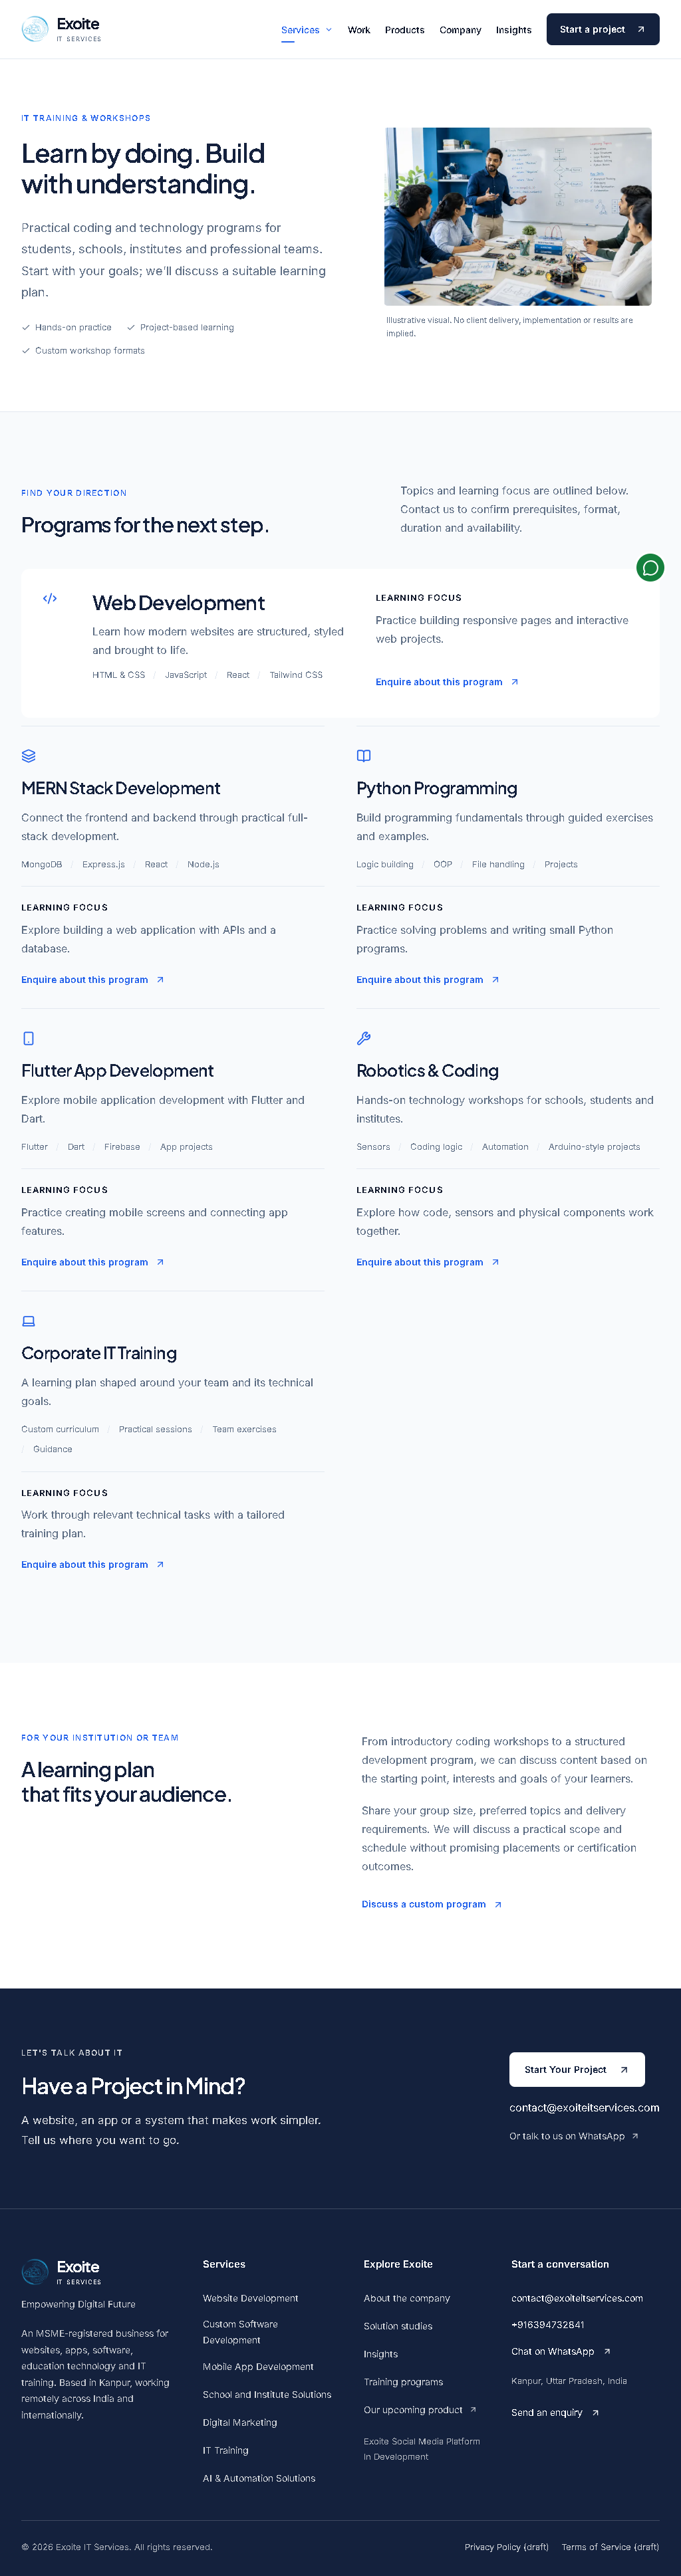 Exoite
IT SERVICES
Services
Work
Products
Company
Insights
Start a project
IT TRAINING & WORKSHOPS
Learn by doing. Build
with understanding.
Practical coding and technology programs for
students, schools, institutes and professional teams.
Start with your goals; we'll discuss a suitable learning
plan.
Hands-on practice
Project-based learning
Custom workshop formats
Illustrative visual. No client delivery, implementation or results are
implied.
FIND YOUR DIRECTION
Programs for the next step.
Topics and learning focus are outlined below.
Contact us to confirm prerequisites, format,
duration and availability.
Web Development
Learn how modern websites are structured, styled
and brought to life.
HTML & CSS / JavaScript / React / Tailwind CSS
LEARNING FOCUS
Practice building responsive pages and interactive
web projects.
Enquire about this program
MERN Stack Development
Connect the frontend and backend through practical full-
stack development.
MongoDB / Express.js / React / Node.js
LEARNING FOCUS
Explore building a web application with APIs and a
database.
Enquire about this program
Python Programming
Build programming fundamentals through guided exercises
and examples.
Logic building / OOP / File handling / Projects
LEARNING FOCUS
Practice solving problems and writing small Python
programs.
Enquire about this program
Flutter App Development
Explore mobile application development with Flutter and
Dart.
Flutter / Dart / Firebase / App projects
LEARNING FOCUS
Practice creating mobile screens and connecting app
features.
Enquire about this program
Robotics & Coding
Hands-on technology workshops for schools, students and
institutes.
Sensors / Coding logic / Automation / Arduino-style projects
LEARNING FOCUS
Explore how code, sensors and physical components work
together.
Enquire about this program
Corporate IT Training
A learning plan shaped around your team and its technical
goals.
Custom curriculum / Practical sessions / Team exercises
/ Guidance
LEARNING FOCUS
Work through relevant technical tasks with a tailored
training plan.
Enquire about this program
FOR YOUR INSTITUTION OR TEAM
A learning plan
that fits your audience.
From introductory coding workshops to a structured
development program, we can discuss content based on
the starting point, interests and goals of your learners.
Share your group size, preferred topics and delivery
requirements. We will discuss a practical scope and
schedule without promising placements or certification
outcomes.
Discuss a custom program
LET'S TALK ABOUT IT
Have a Project in Mind?
A website, an app or a system that makes work simpler.
Tell us where you want to go.
Start Your Project
contact@exoiteitservices.com
Or talk to us on WhatsApp
Exoite
IT SERVICES
Empowering Digital Future
An MSME-registered business for
websites, apps, software,
education technology and IT
training. Based in Kanpur, working
remotely across India and
internationally.
Services
Website Development
Custom Software
Development
Mobile App Development
School and Institute Solutions
Digital Marketing
IT Training
AI & Automation Solutions
Explore Exoite
About the company
Solution studies
Insights
Training programs
Our upcoming product
Exoite Social Media Platform
In Development
Start a conversation
contact@exoiteitservices.com
+916394732841
Chat on WhatsApp
Kanpur, Uttar Pradesh, India
Send an enquiry
© 2026 Exoite IT Services. All rights reserved.
Privacy Policy (draft)
Terms of Service (draft)